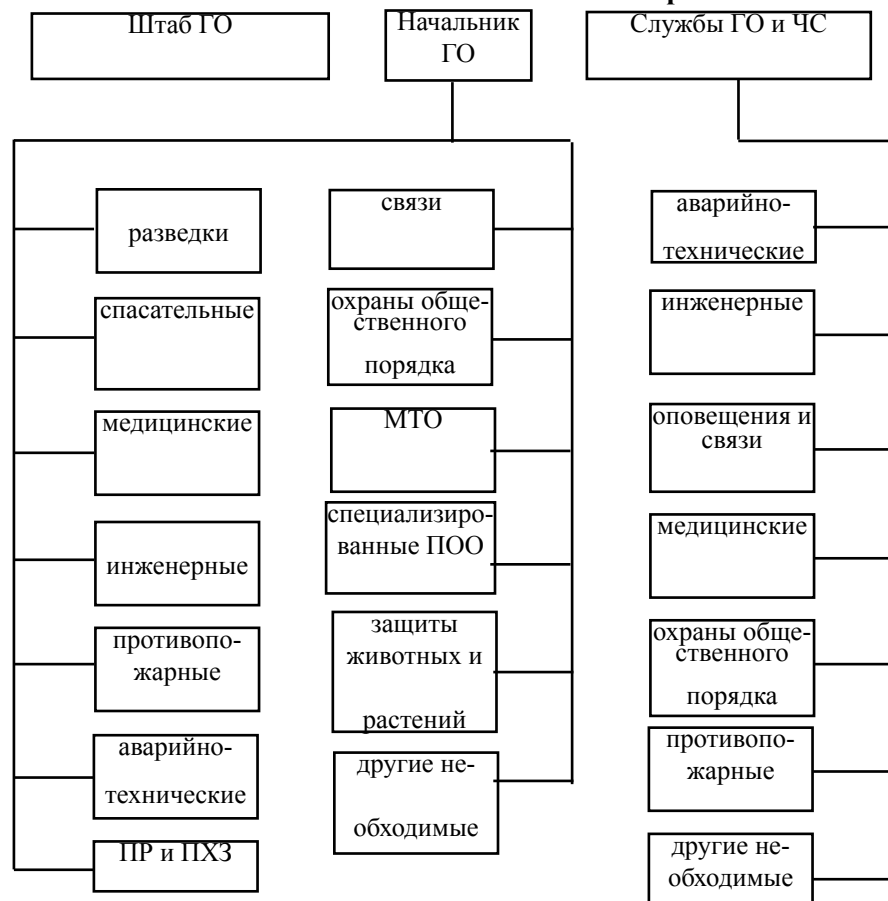 Штаб ГО
Начальник
ГО
Службы ГО и ЧС
разведки
спасательные
медицинские
инженерные
противопо-
жарные
аварийно-
технические
ПР и ПХЗ
связи
охраны обще-
ственного
порядка
МТО
специализиро-
ванные ПОО
защиты
животных и
растений
другие не-
обходимые
аварийно-
технические
инженерные
оповещения и
связи
медицинские
охраны обще-
ственного
порядка
противопо-
жарные
другие не-
обходимые